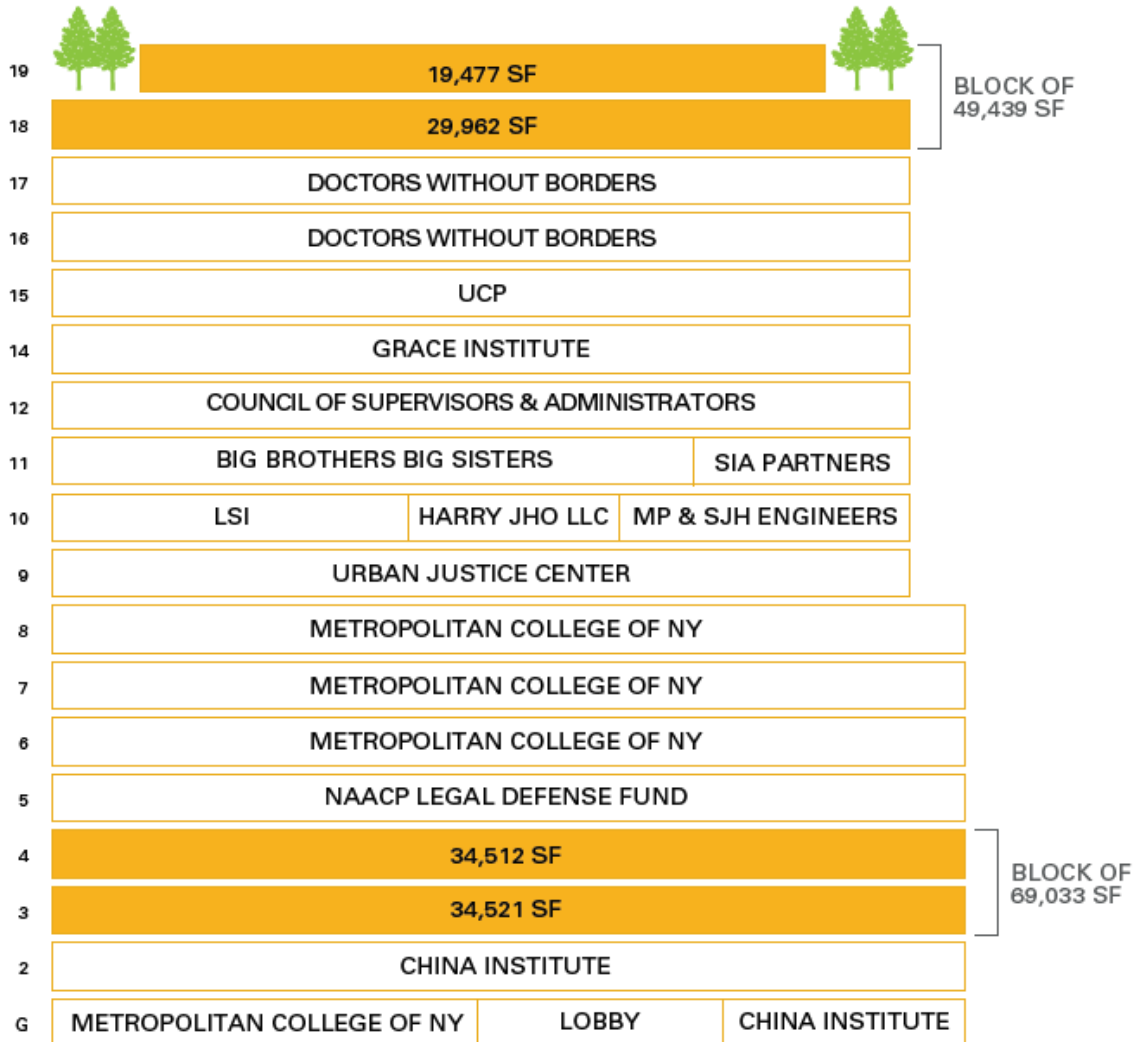 19 19,477 SF
BLOCK OF
49,439 SF
18 29,962 SF
17 DOCTORS WITHOUT BORDERS
16 DOCTORS WITHOUT BORDERS
15 UCP
14 GRACE INSTITUTE
12 COUNCIL OF SUPERVISORS & ADMINISTRATORS
11 BIG BROTHERS BIG SISTERS SIA PARTNERS
10 LSI HARRY JHO LLC MP & SJH ENGINEERS
9 URBAN JUSTICE CENTER
8 METROPOLITAN COLLEGE OF NY
7 METROPOLITAN COLLEGE OF NY
6 METROPOLITAN COLLEGE OF NY
5 NAACP LEGAL DEFENSE FUND
4 34,512 SF
BLOCK OF
69,033 SF
3 34,521 SF
2 CHINA INSTITUTE
G METROPOLITAN COLLEGE OF NY LOBBY CHINA INSTITUTE